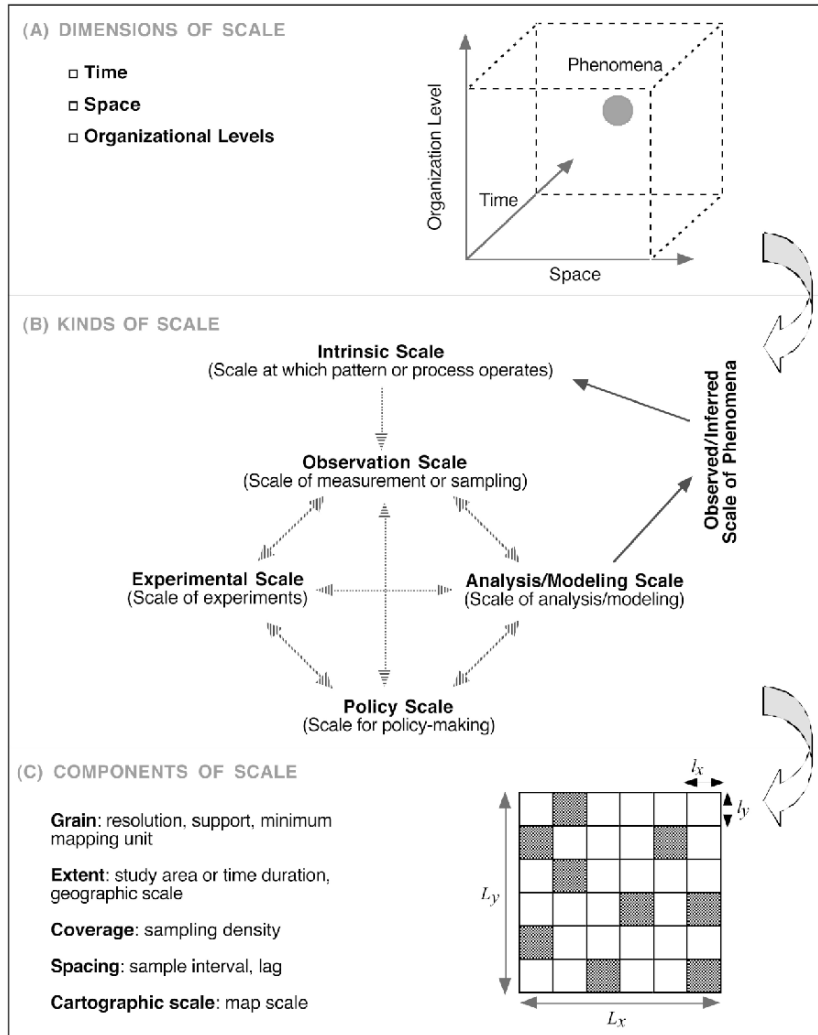 (A) DIMENSIONS OF SCALE
□ Time
□ Space
□ Organizational Levels
Phenomena
Organization Level
Time
Space
(B) KINDS OF SCALE
Intrinsic Scale
(Scale at which pattern or process operates)
Observed/Inferred
Scale of Phenomena
Observation Scale
(Scale of measurement or sampling)
Experimental Scale
(Scale of experiments)
Analysis/Modeling Scale
(Scale of analysis/modeling)
Policy Scale
(Scale for policy-making)
(C) COMPONENTS OF SCALE
Grain: resolution, support, minimum
mapping unit
Extent: study area or time duration,
geographic scale
Coverage: sampling density
Spacing: sample interval, lag
Cartographic scale: map scale
lx
ly
Ly
Lx